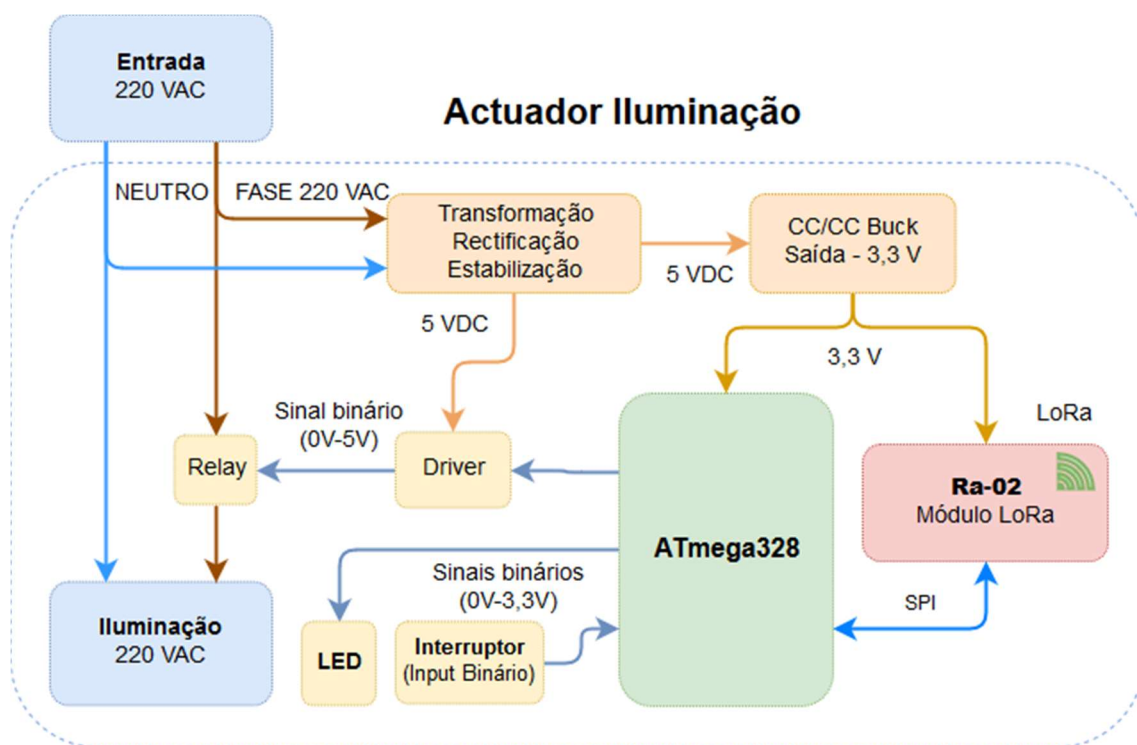 Entrada
220 VAC
Actuador Iluminação
NEUTRO
FASE 220 VAC
Transformação
Rectificação
Estabilização
5 VDC
CC/CC Buck
Saída - 3,3 V
5 VDC
3,3 V
Sinal binário
(0V-5V)
Relay
Driver
LoRa
Ra-02
Módulo LoRa
ATmega328
Sinais binários
(0V-3,3V)
SPI
Iluminação
220 VAC
LED
Interruptor
(Input Binário)